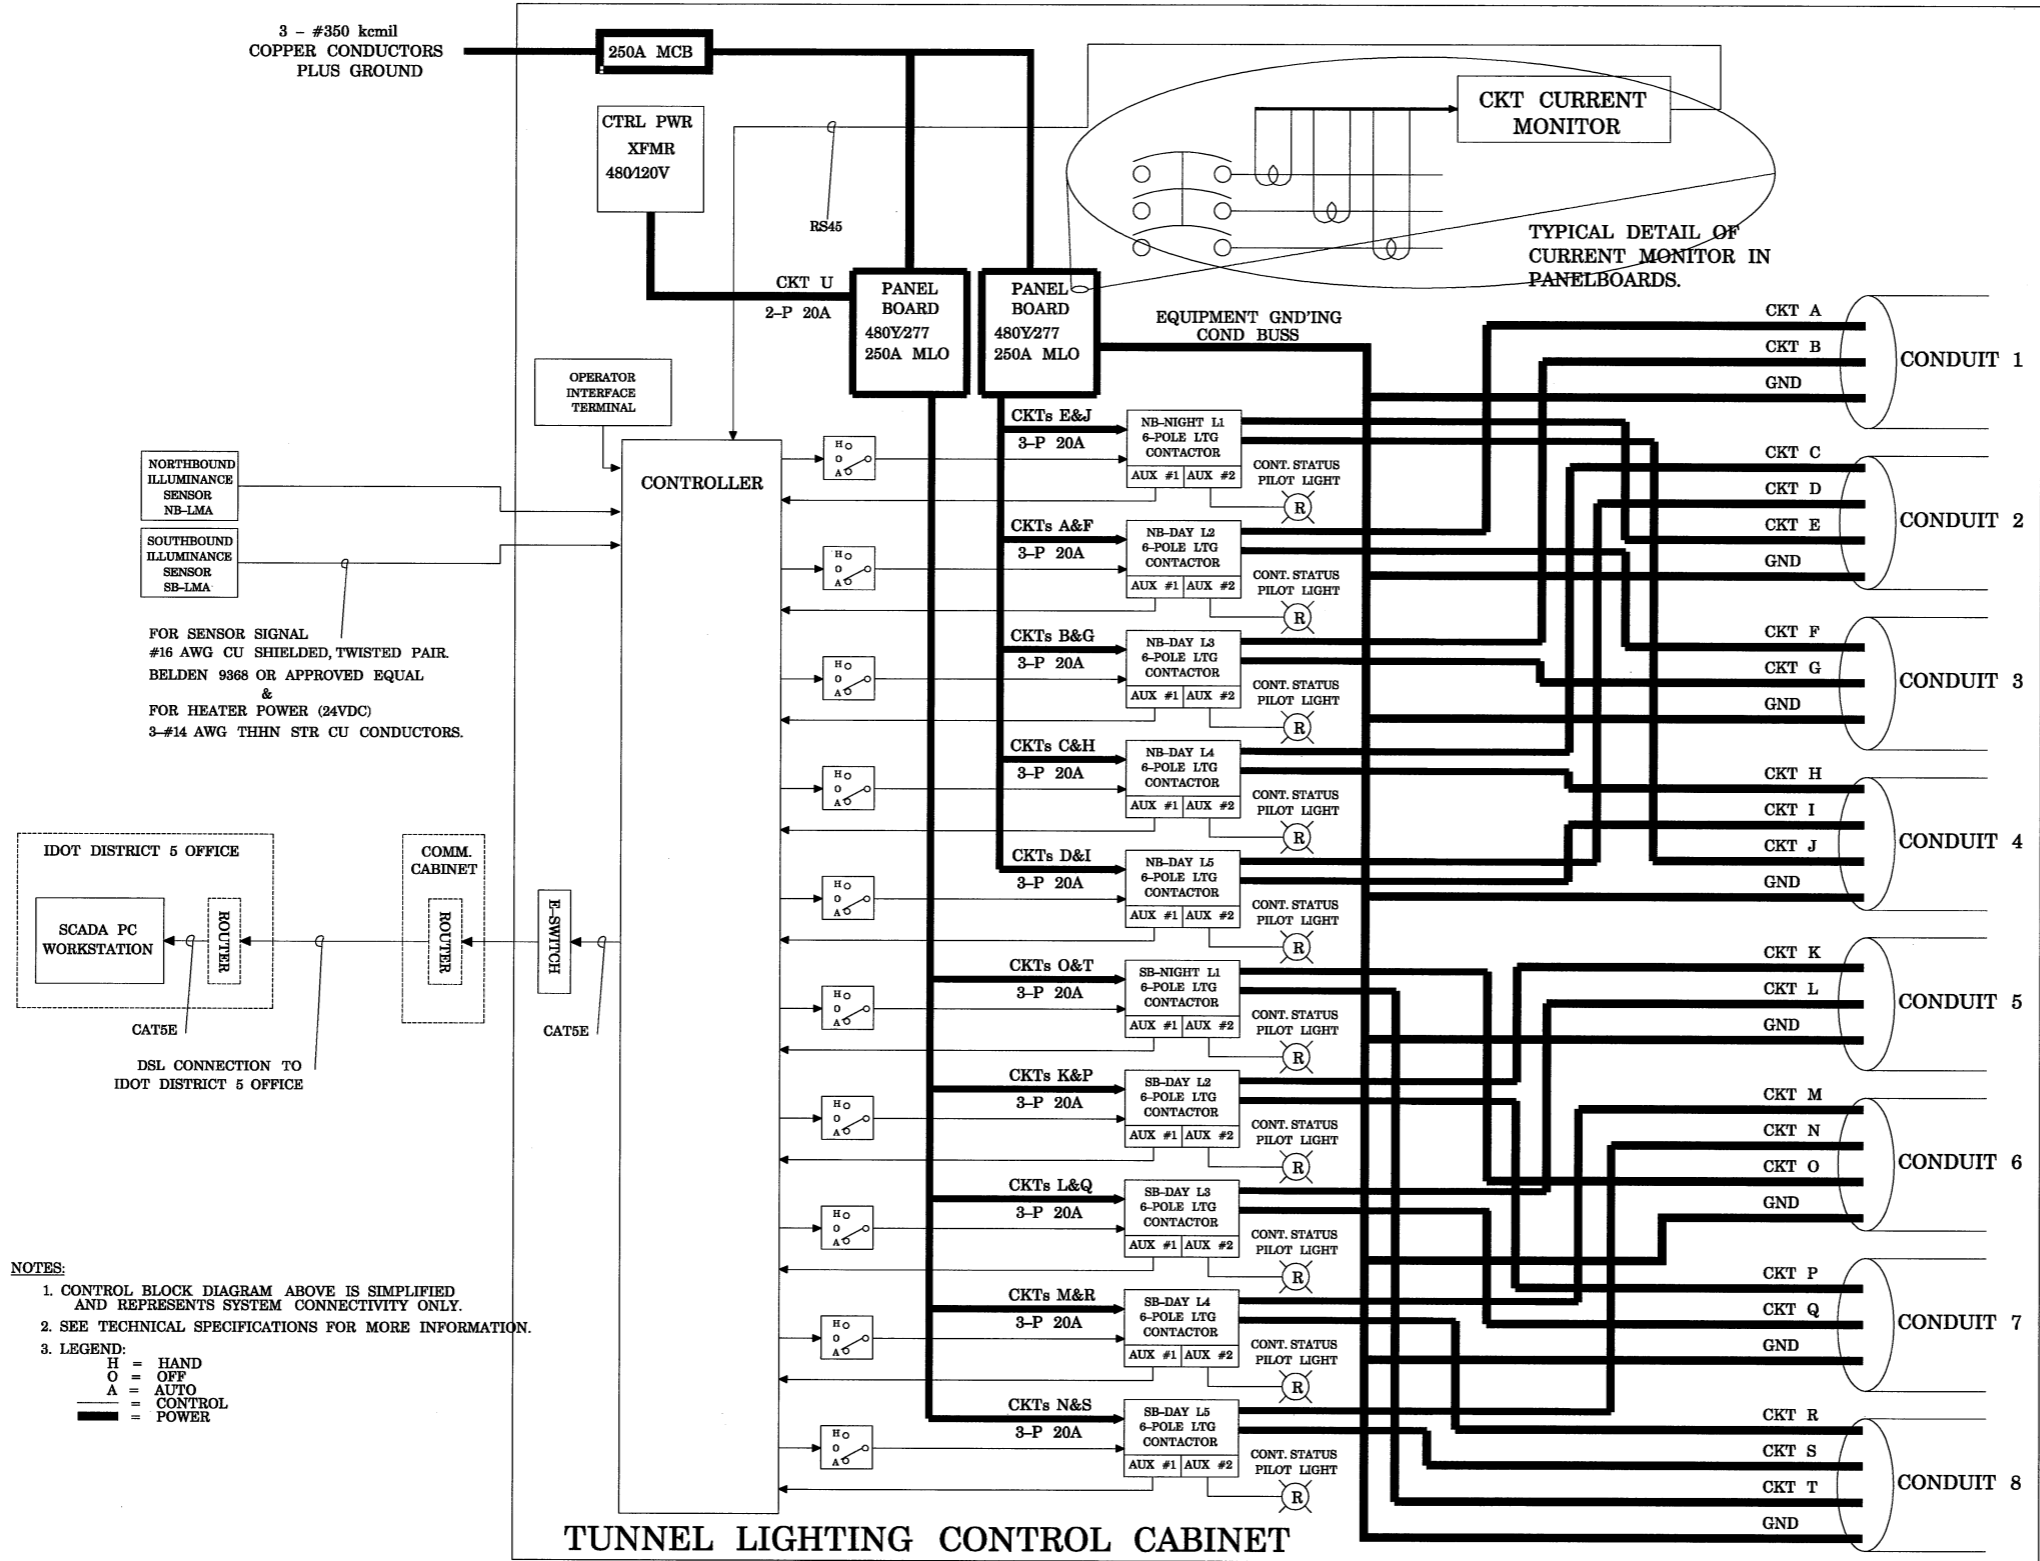 3 - #350 kcmil
COPPER CONDUCTORS
PLUS GROUND
250A MCB
CTRL PWR
XFMR
480/120V
RS45
CKT CURRENT
MONITOR
TYPICAL DETAIL OF
CURRENT MONITOR IN
PANELBOARDS.
CKT U
2-P 20A
PANEL
BOARD
480Y/277
250A MLO
PANEL
BOARD
480Y/277
250A MLO
EQUIPMENT GND'ING
COND BUSS
OPERATOR
INTERFACE
TERMINAL
CONTROLLER
NORTHBOUND
ILLUMINANCE
SENSOR
NB-LMA
SOUTHBOUND
ILLUMINANCE
SENSOR
SB-LMA
FOR SENSOR SIGNAL
#16 AWG CU SHIELDED, TWISTED PAIR.
BELDEN 9368 OR APPROVED EQUAL
&
FOR HEATER POWER (24VDC)
3-#14 AWG THHN STR CU CONDUCTORS.
IDOT DISTRICT 5 OFFICE
SCADA PC
WORKSTATION
ROUTER
COMM.
CABINET
ROUTER
E-SWITCH
CAT5E
CAT5E
DSL CONNECTION TO
IDOT DISTRICT 5 OFFICE
H
O
A
CKTs E&J
3-P 20A
NB-NIGHT L1
6-POLE LTG
CONTACTOR
AUX #1 AUX #2
CONT. STATUS
PILOT LIGHT
R
H
O
A
CKTs A&F
3-P 20A
NB-DAY L2
6-POLE LTG
CONTACTOR
AUX #1 AUX #2
CONT. STATUS
PILOT LIGHT
R
H
O
A
CKTs B&G
3-P 20A
NB-DAY L3
6-POLE LTG
CONTACTOR
AUX #1 AUX #2
CONT. STATUS
PILOT LIGHT
R
H
O
A
CKTs C&H
3-P 20A
NB-DAY L4
6-POLE LTG
CONTACTOR
AUX #1 AUX #2
CONT. STATUS
PILOT LIGHT
R
H
O
A
CKTs D&I
3-P 20A
NB-DAY L5
6-POLE LTG
CONTACTOR
AUX #1 AUX #2
CONT. STATUS
PILOT LIGHT
R
H
O
A
CKTs O&T
3-P 20A
SB-NIGHT L1
6-POLE LTG
CONTACTOR
AUX #1 AUX #2
CONT. STATUS
PILOT LIGHT
R
H
O
A
CKTs K&P
3-P 20A
SB-DAY L2
6-POLE LTG
CONTACTOR
AUX #1 AUX #2
CONT. STATUS
PILOT LIGHT
R
H
O
A
CKTs L&Q
3-P 20A
SB-DAY L3
6-POLE LTG
CONTACTOR
AUX #1 AUX #2
CONT. STATUS
PILOT LIGHT
R
H
O
A
CKTs M&R
3-P 20A
SB-DAY L4
6-POLE LTG
CONTACTOR
AUX #1 AUX #2
CONT. STATUS
PILOT LIGHT
R
H
O
A
CKTs N&S
3-P 20A
SB-DAY L5
6-POLE LTG
CONTACTOR
AUX #1 AUX #2
CONT. STATUS
PILOT LIGHT
R
CKT A
CKT B
GND
CONDUIT 1
CKT C
CKT D
CKT E
GND
CONDUIT 2
CKT F
CKT G
GND
CONDUIT 3
CKT H
CKT I
CKT J
GND
CONDUIT 4
CKT K
CKT L
GND
CONDUIT 5
CKT M
CKT N
CKT O
GND
CONDUIT 6
CKT P
CKT Q
GND
CONDUIT 7
CKT R
CKT S
CKT T
GND
CONDUIT 8
NOTES:
1. CONTROL BLOCK DIAGRAM ABOVE IS SIMPLIFIED
AND REPRESENTS SYSTEM CONNECTIVITY ONLY.
2. SEE TECHNICAL SPECIFICATIONS FOR MORE INFORMATION.
3. LEGEND:
H = HAND
O = OFF
A = AUTO
= CONTROL
= POWER
TUNNEL LIGHTING CONTROL CABINET